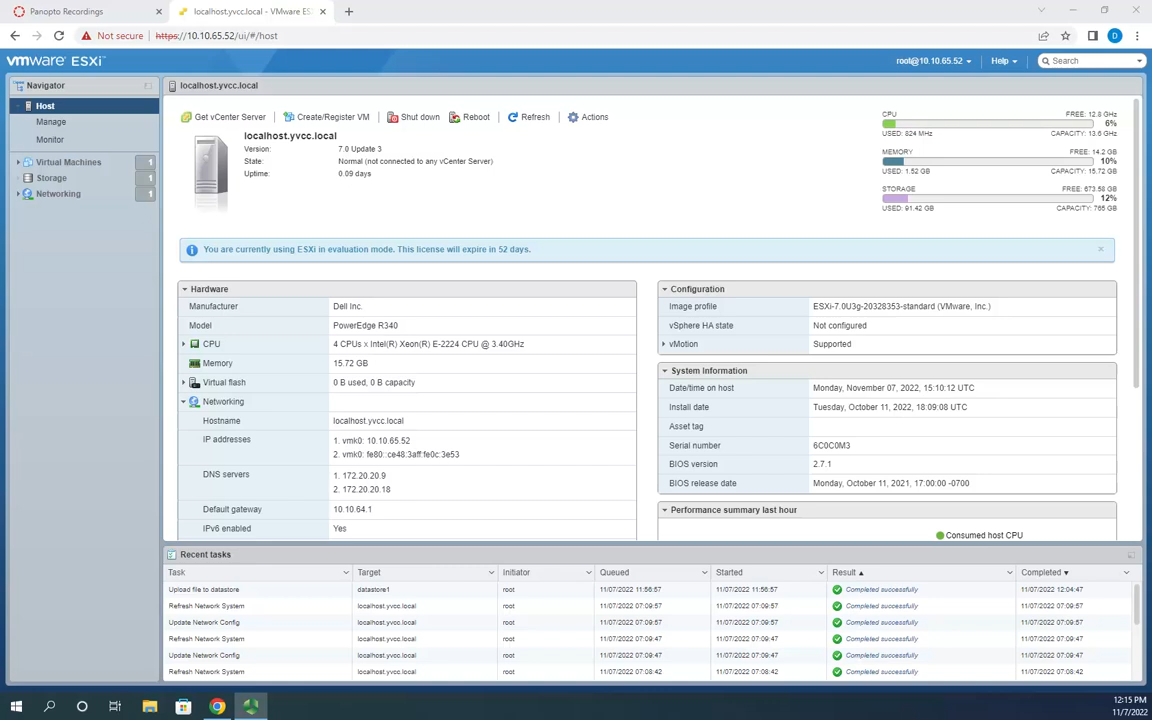 Panopto Recordings
localhost.yvcc.local - VMware ESX
Not secure
https://10.10.65.52/ui/#/host
D
vmware ESXi™
root@10.10.65.52
Help
Search
Navigator
localhost.yvcc.local
Host
Manage
Monitor
Virtual Machines 1
Storage 1
Networking 1
Get vCenter Server
Create/Register VM
Shut down
Reboot
Refresh
Actions
localhost.yvcc.local
Version: 7.0 Update 3
State: Normal (not connected to any vCenter Server)
Uptime: 0.09 days
CPU FREE: 12.8 GHz
6%
USED: 824 MHz CAPACITY: 13.6 GHz
MEMORY FREE: 14.2 GB
10%
USED: 1.52 GB CAPACITY: 15.72 GB
STORAGE FREE: 673.58 GB
12%
USED: 91.42 GB CAPACITY: 765 GB
You are currently using ESXi in evaluation mode. This license will expire in 52 days.
Hardware
Manufacturer Dell Inc.
Model PowerEdge R340
CPU 4 CPUs x Intel(R) Xeon(R) E-2224 CPU @ 3.40GHz
Memory 15.72 GB
Virtual flash 0 B used, 0 B capacity
Networking
Hostname localhost.yvcc.local
IP addresses 1. vmk0: 10.10.65.52
2. vmk0: fe80::ce48:3aff:fe0c:3e53
DNS servers 1. 172.20.20.9
2. 172.20.20.18
Default gateway 10.10.64.1
IPv6 enabled Yes
Configuration
Image profile ESXi-7.0U3g-20328353-standard (VMware, Inc.)
vSphere HA state Not configured
vMotion Supported
System Information
Date/time on host Monday, November 07, 2022, 15:10:12 UTC
Install date Tuesday, October 11, 2022, 18:09:08 UTC
Asset tag
Serial number 6C0C0M3
BIOS version 2.7.1
BIOS release date Monday, October 11, 2021, 17:00:00 -0700
Performance summary last hour
Consumed host CPU
Recent tasks
Task Target Initiator Queued Started Result Completed
Upload file to datastore datastore1 root 11/07/2022 11:56:57 11/07/2022 11:56:57 Completed successfully 11/07/2022 12:04:47
Refresh Network System localhost.yvcc.local root 11/07/2022 07:09:57 11/07/2022 07:09:57 Completed successfully 11/07/2022 07:09:57
Update Network Config localhost.yvcc.local root 11/07/2022 07:09:57 11/07/2022 07:09:57 Completed successfully 11/07/2022 07:09:57
Refresh Network System localhost.yvcc.local root 11/07/2022 07:09:47 11/07/2022 07:09:47 Completed successfully 11/07/2022 07:09:47
Update Network Config localhost.yvcc.local root 11/07/2022 07:09:47 11/07/2022 07:09:47 Completed successfully 11/07/2022 07:09:47
Refresh Network System localhost.yvcc.local root 11/07/2022 07:08:42 11/07/2022 07:08:42 Completed successfully 11/07/2022 07:08:42
12:15 PM
11/7/2022